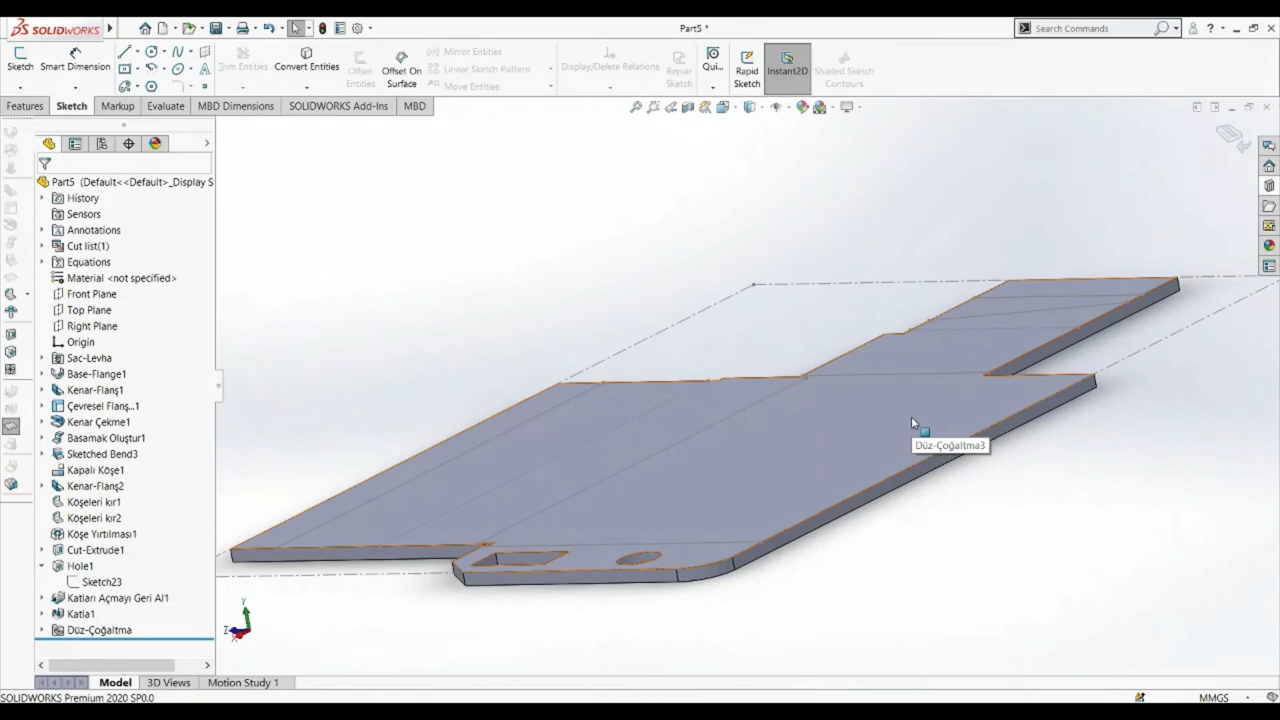 SOLIDWORKS
Part5 *
Search Commands
Sketch
Smart Dimension
Trim Entities
Convert Entities
Offset Entities
Offset On Surface
Mirror Entities
Linear Sketch Pattern
Move Entities
Display/Delete Relations
Repair Sketch
Qui...
Rapid Sketch
Instant2D
Shaded Sketch Contours
Features
Sketch
Markup
Evaluate
MBD Dimensions
SOLIDWORKS Add-Ins
MBD
Part5 (Default<<Default>_Display S
History
Sensors
Annotations
Cut list(1)
Equations
Material <not specified>
Front Plane
Top Plane
Right Plane
Origin
Sac-Levha
Base-Flange1
Kenar-Flanş1
Çevresel Flanş...1
Kenar Çekme1
Basamak Oluştur1
Sketched Bend3
Kapalı Köşe1
Kenar-Flanş2
Köşeleri kır1
Köşeleri kır2
Köşe Yırtılması1
Cut-Extrude1
Hole1
Sketch23
Katları Açmayı Geri Al1
Katla1
Düz-Çoğaltma
Düz-Çoğaltma3
Y
Z
X
Model
3D Views
Motion Study 1
SOLIDWORKS Premium 2020 SP0.0
MMGS